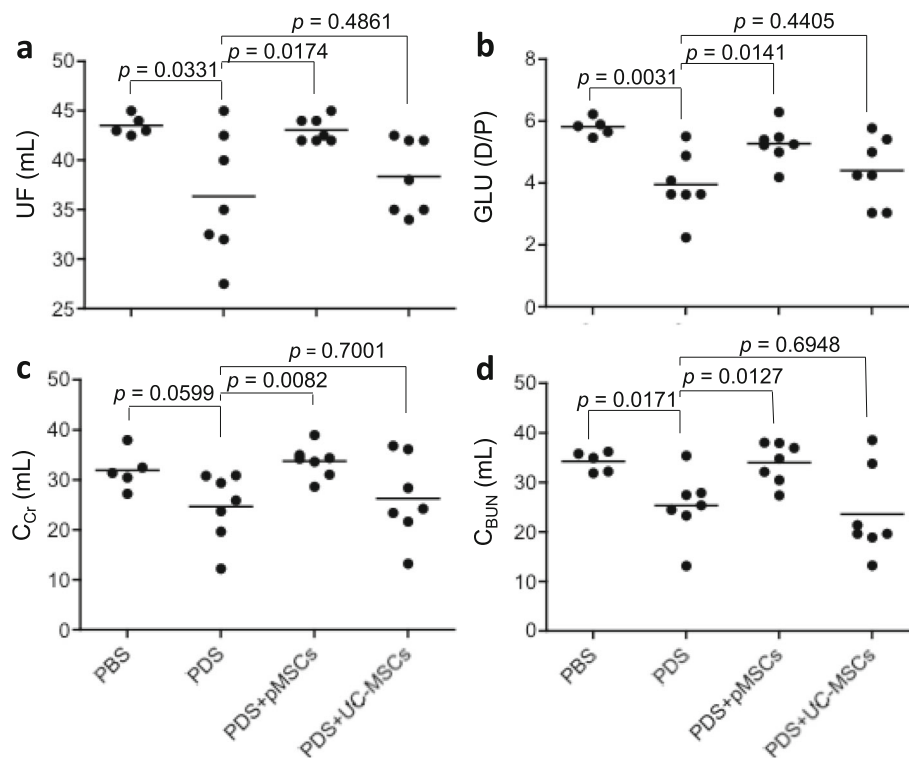 a
p = 0.4861
p = 0.0174
p = 0.0331
50
45
40
35
30
25
UF (mL)
b
p = 0.4405
p = 0.0141
p = 0.0031
8
6
4
2
0
GLU (D/P)
c
p = 0.7001
p = 0.0082
p = 0.0599
50
40
30
20
10
0
C_Cr (mL)
PBS
PDS
PDS+pMSCs
PDS+UC-MSCs
d
p = 0.6948
p = 0.0127
p = 0.0171
50
40
30
20
10
0
C_BUN (mL)
PBS
PDS
PDS+pMSCs
PDS+UC-MSCs